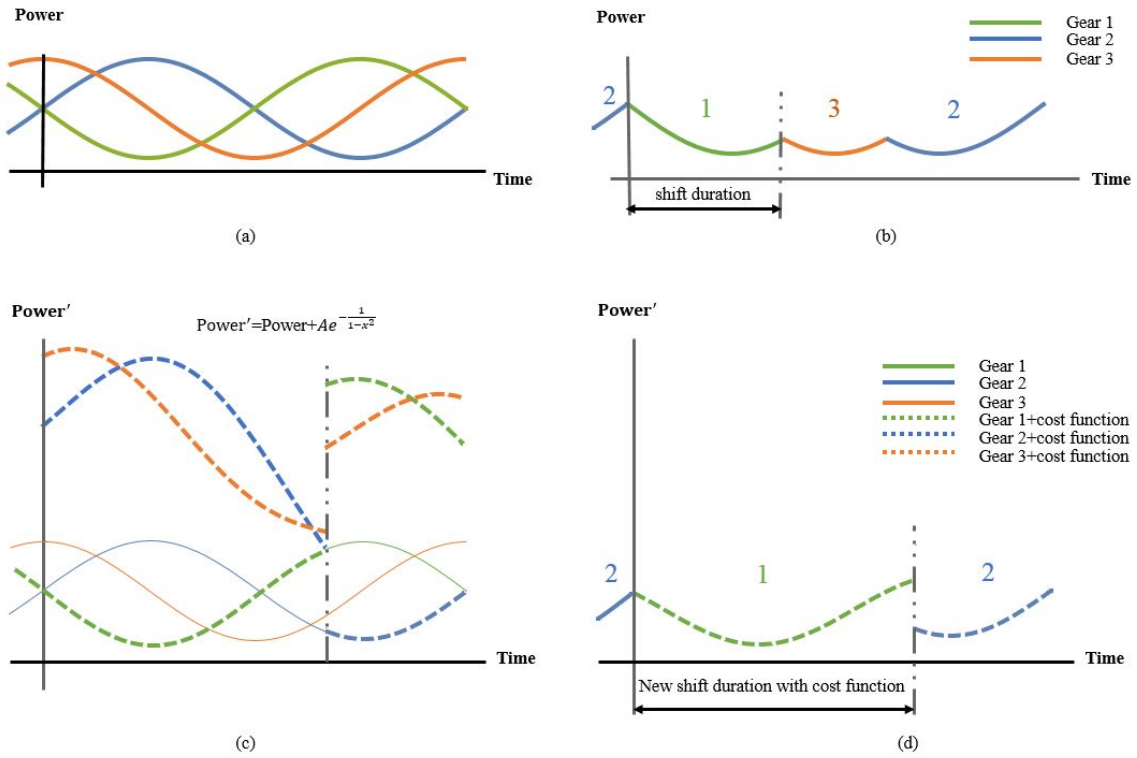 Power
Time
(a)
Power
Gear 1
Gear 2
Gear 3
2
1
3
2
Time
shift duration
(b)
Power′
Power′=Power+Ae^{-\frac{1}{1-x^2}}
Time
(c)
Power′
Gear 1
Gear 2
Gear 3
Gear 1+cost function
Gear 2+cost function
Gear 3+cost function
2
1
2
Time
New shift duration with cost function
(d)